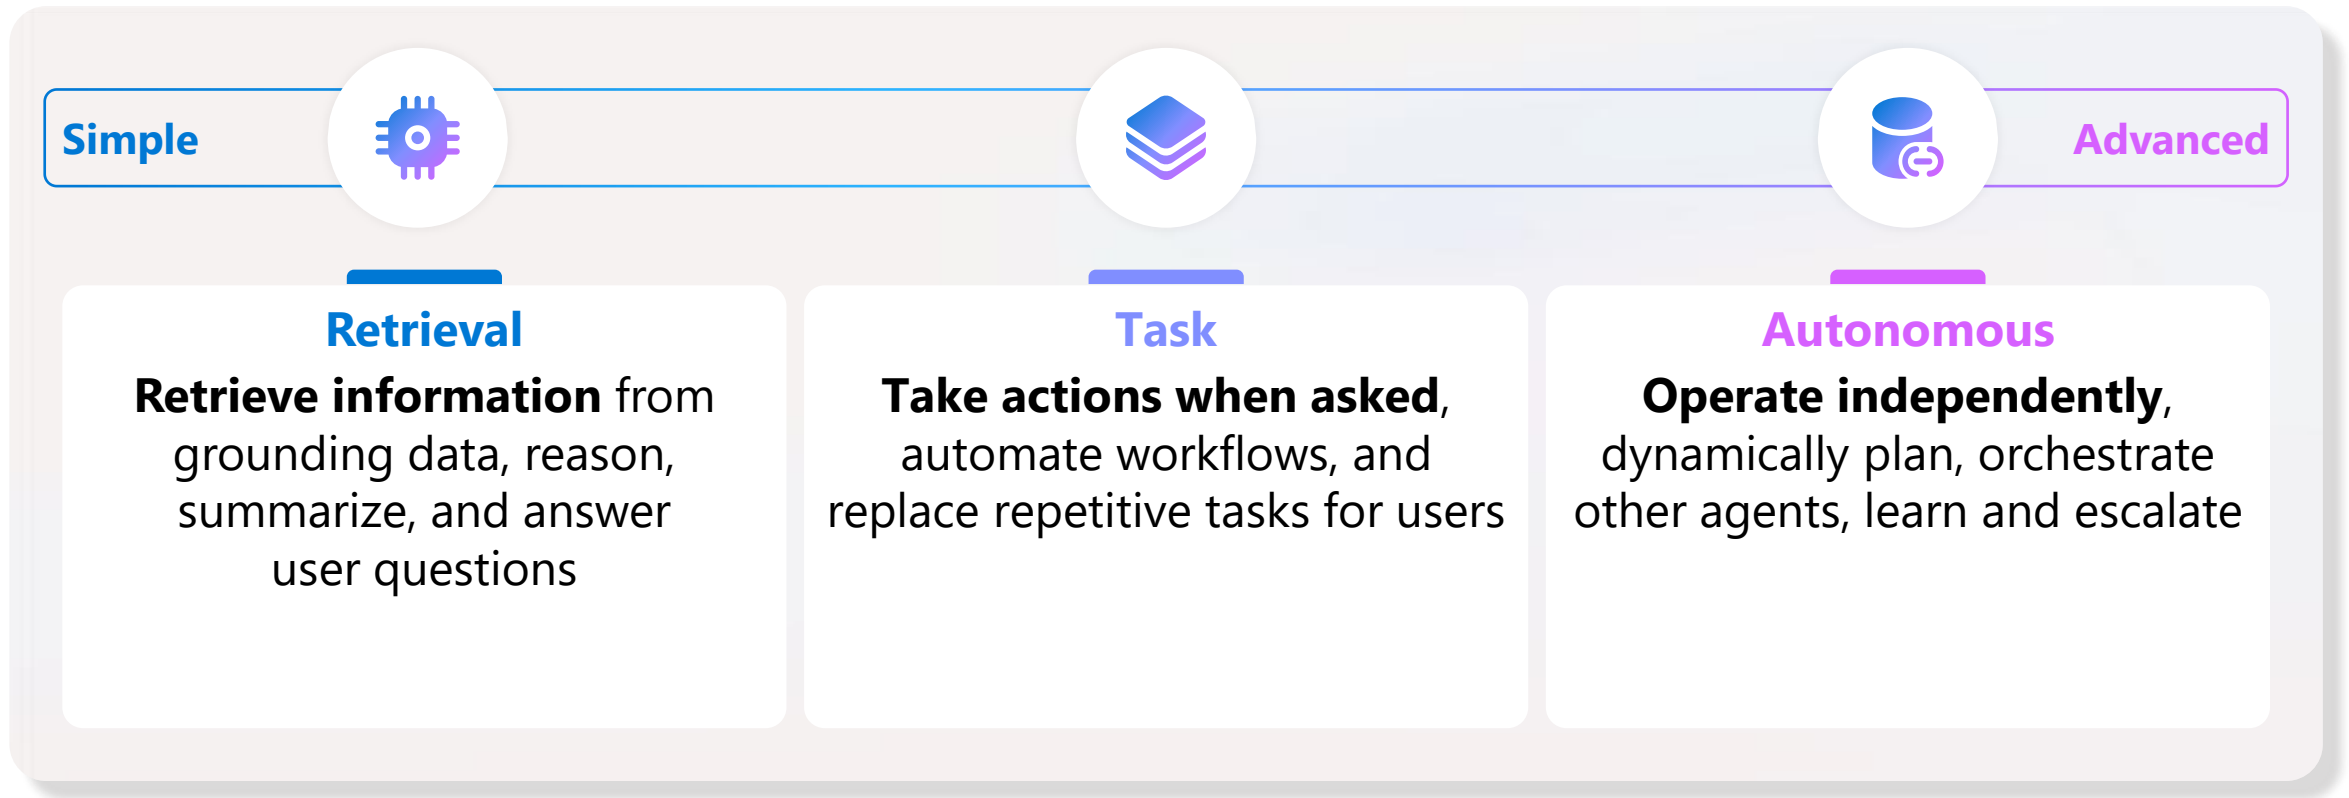 Simple
Advanced
Retrieval
Retrieve information from
grounding data, reason,
summarize, and answer
user questions
Task
Take actions when asked,
automate workflows, and
replace repetitive tasks for users
Autonomous
Operate independently,
dynamically plan, orchestrate
other agents, learn and escalate